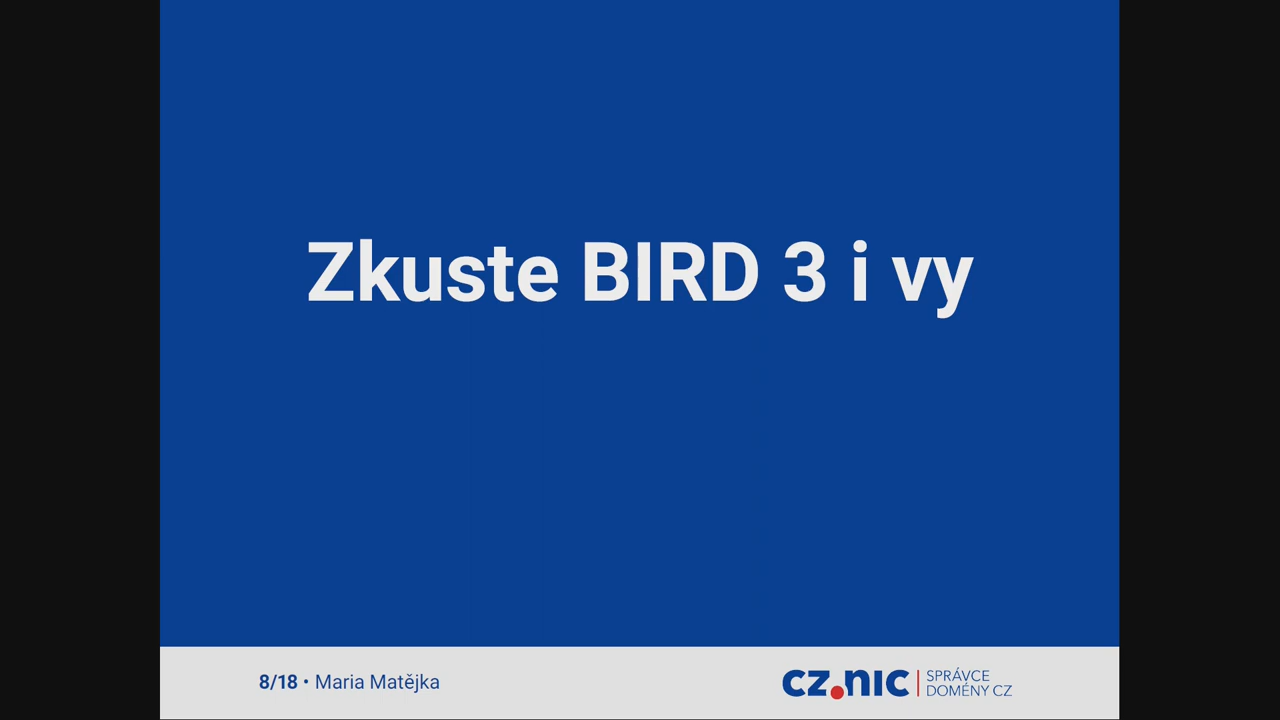 Zkuste BIRD 3 i vy
8/18 • Maria Matějka
CZ.NIC | SPRÁVCE
DOMÉNY CZ